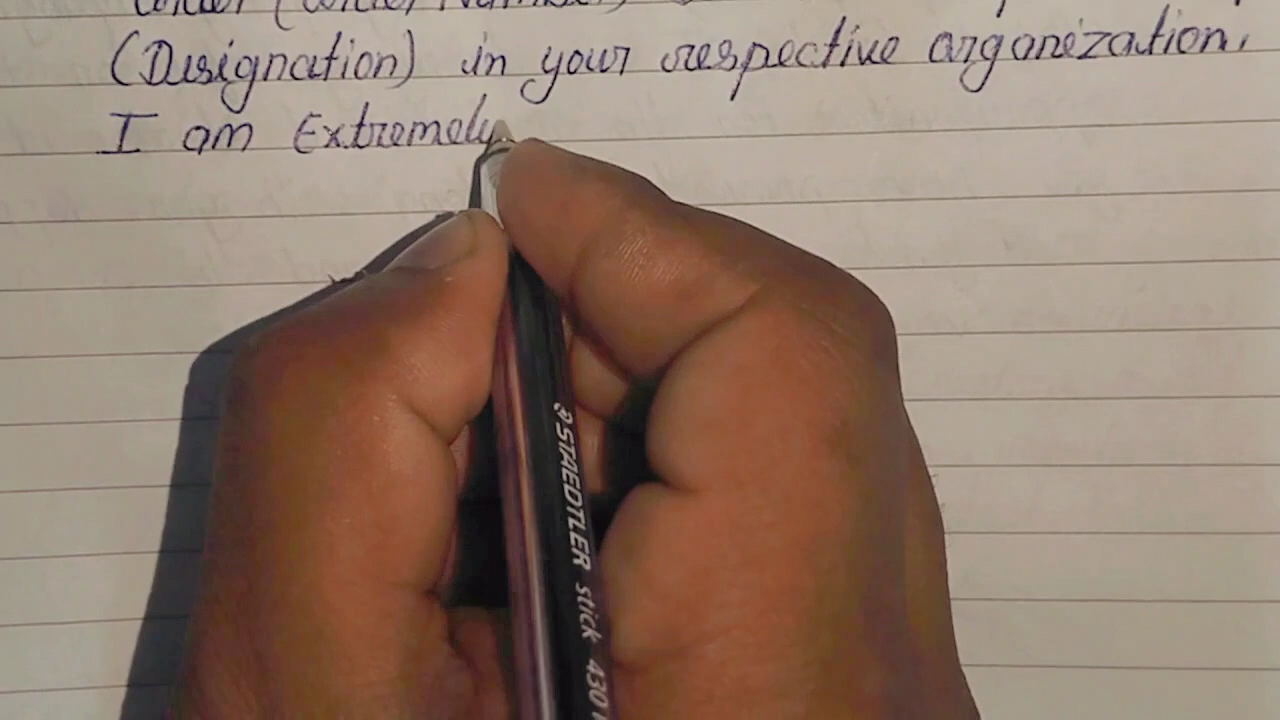 (Designation) in your respective organization.
I am Extremely
STAEDTLER stick 430